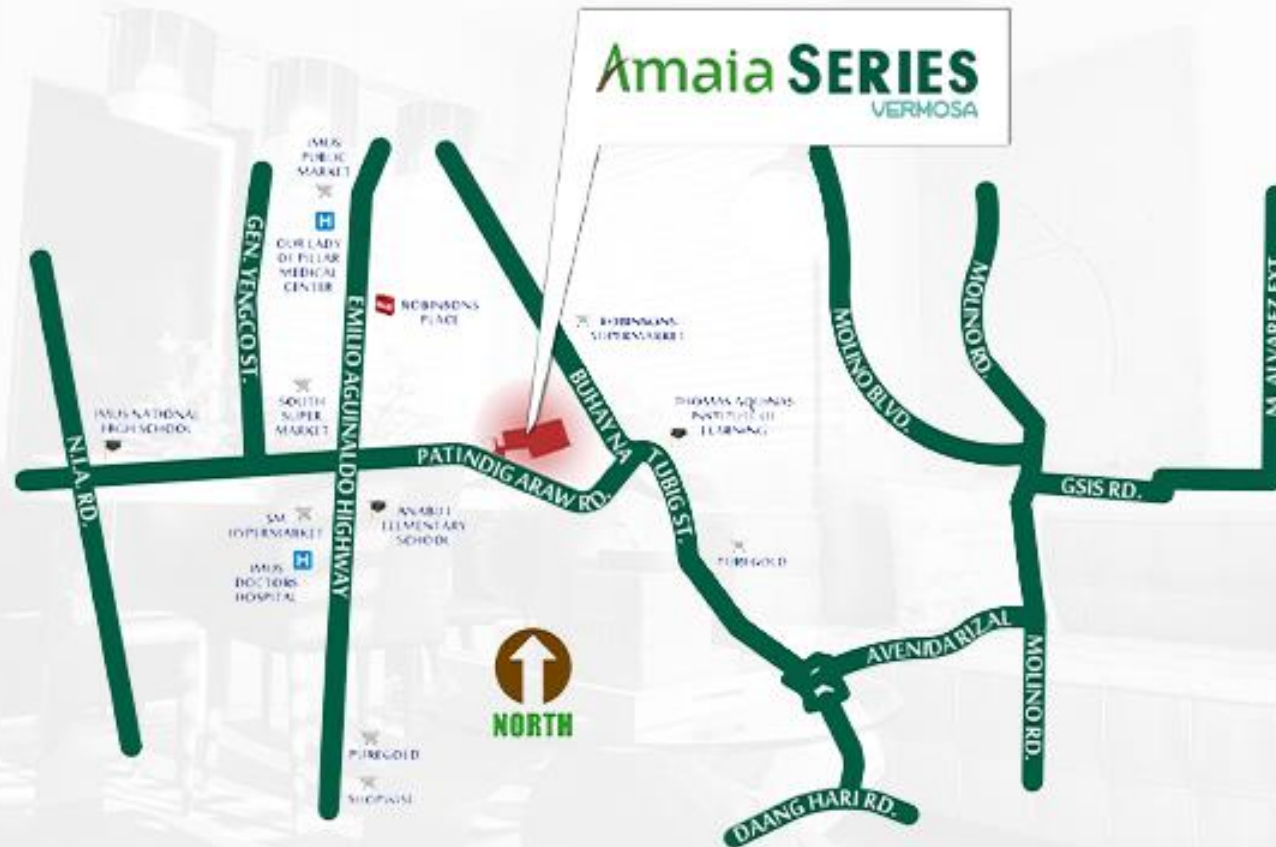 Amaia SERIES
VERMOSA
IMUS
PUBLIC
MARKET
H
OUR LADY
OF PILLAR
MEDICAL
CENTER
GEN. YENGCO ST.
EMILIO AGUINALDO HIGHWAY
ROBINSONS
PLACE
ROBINSONS
SUPERMARKET
MOLINO BLVD.
MOLINO RD.
M. ALVAREZ EXT.
SOUTH
SUPER
MARKET
IMUS NATIONAL
HIGH SCHOOL
N.I.A. RD.
BUHAY NA
TUBIG ST.
THOMAS AQUINAS
INSTITUTE OF
LEARNING
PATINDIG ARAW RD.
GSIS RD.
SM
HYPERMARKET
H
IMUS
DOCTORS
HOSPITAL
ELEMENTARY
SCHOOL
PUREGOLD
AVENIDA RIZAL
MOLINO RD.
NORTH
PUREGOLD
SHOPWISE
DAANG HARI RD.